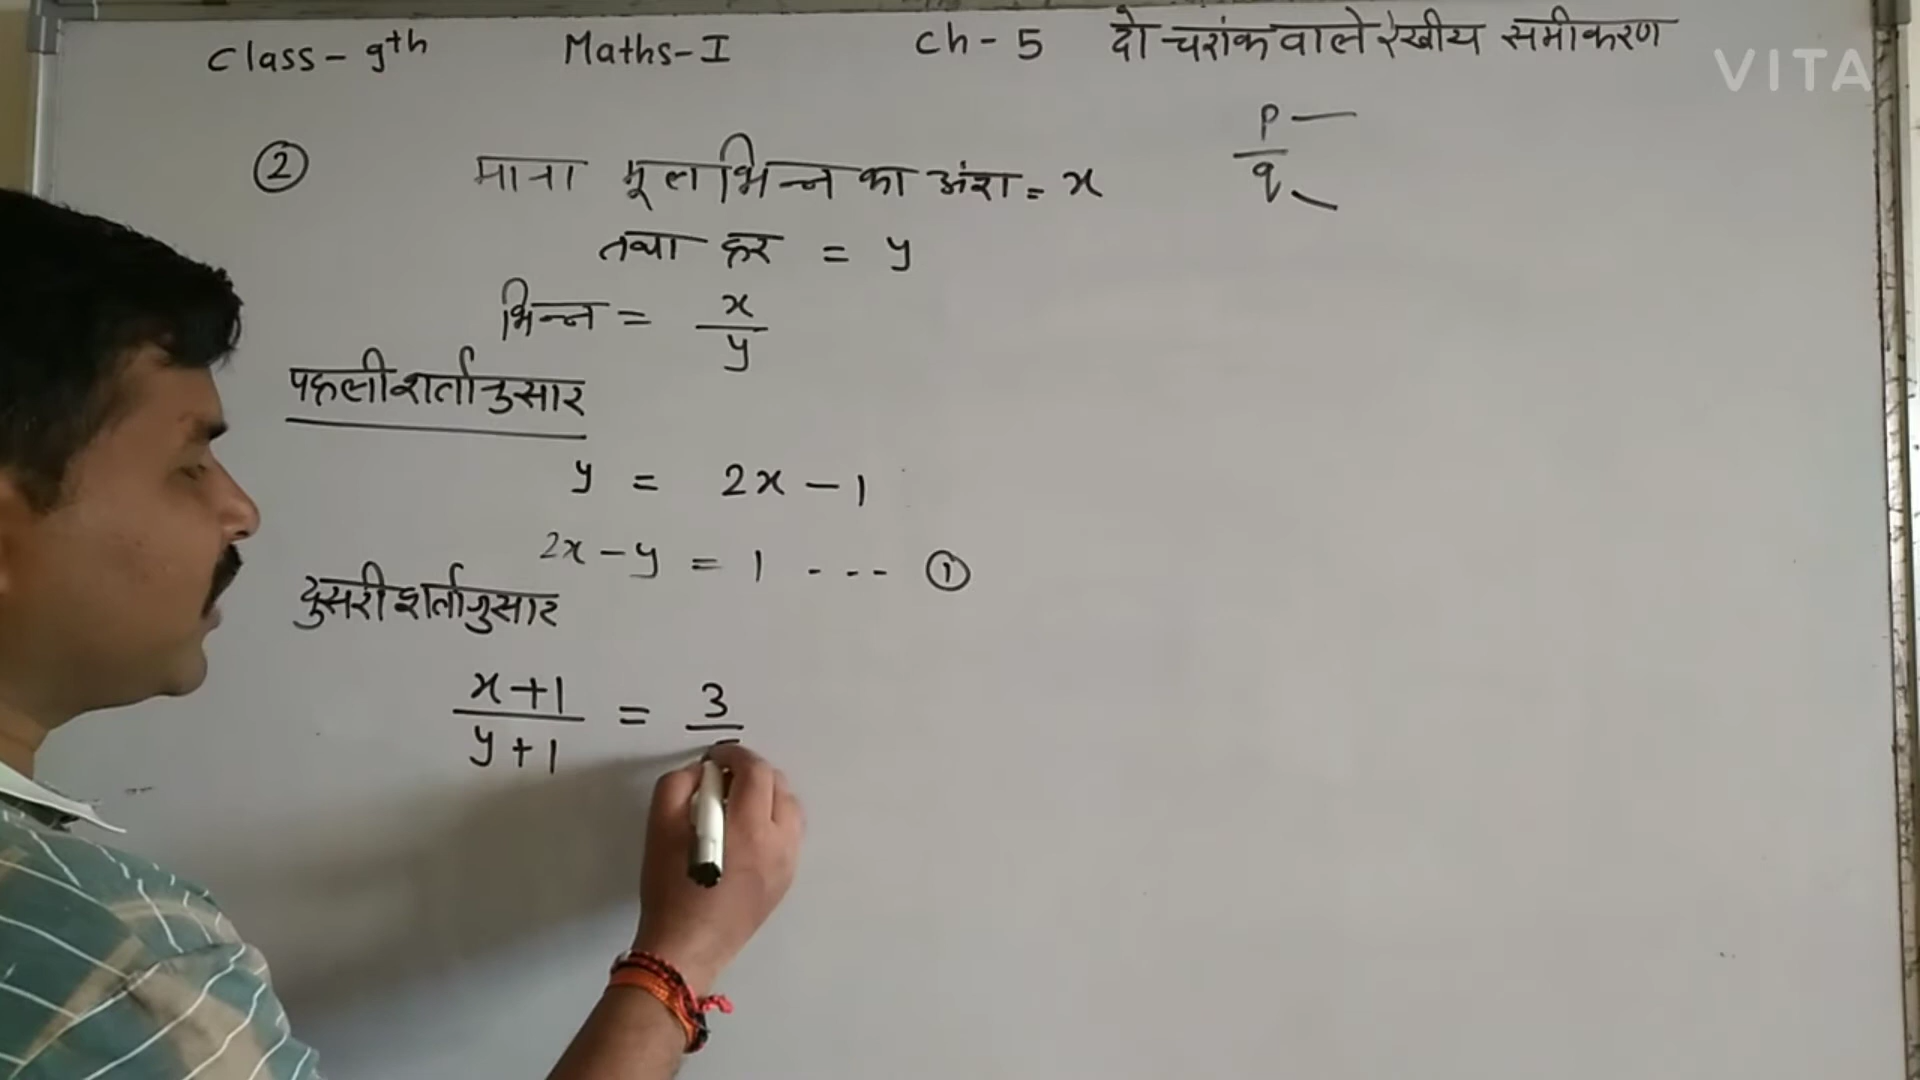 Class - 9th Maths-I Ch - 5 दो चरांक वाले रेखीय समीकरण
VITA
p
q
② माना मूल भिन्न का अंश = x
तथा हर = y
भिन्न = x/y
पहली शर्तानुसार
y = 2x - 1
2x - y = 1 --- ①
दुसरी शर्तानुसार
x+1/y+1 = 3/